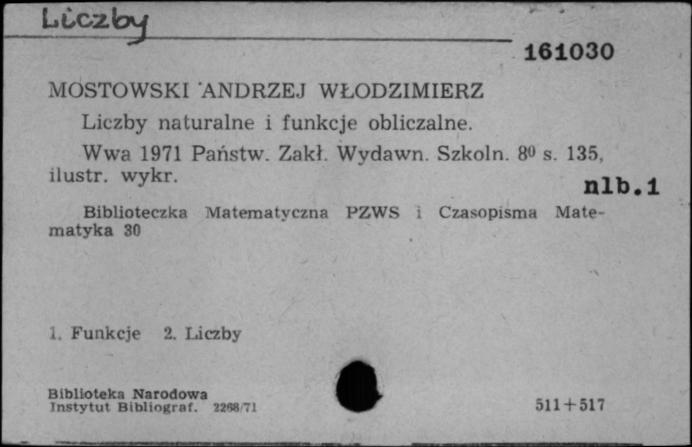 Liczby
161030
MOSTOWSKI ANDRZEJ WŁODZIMIERZ
Liczby naturalne i funkcje obliczalne.
Wwa 1971 Państw. Zakł. Wydawn. Szkoln. 8⁰ s. 135,
ilustr. wykr.
nlb.1
Biblioteczka Matematyczna PZWS i Czasopisma Mate-
matyka 30
1. Funkcje 2. Liczby
Biblioteka Narodowa
Instytut Bibliograf. 2268/71
511+517